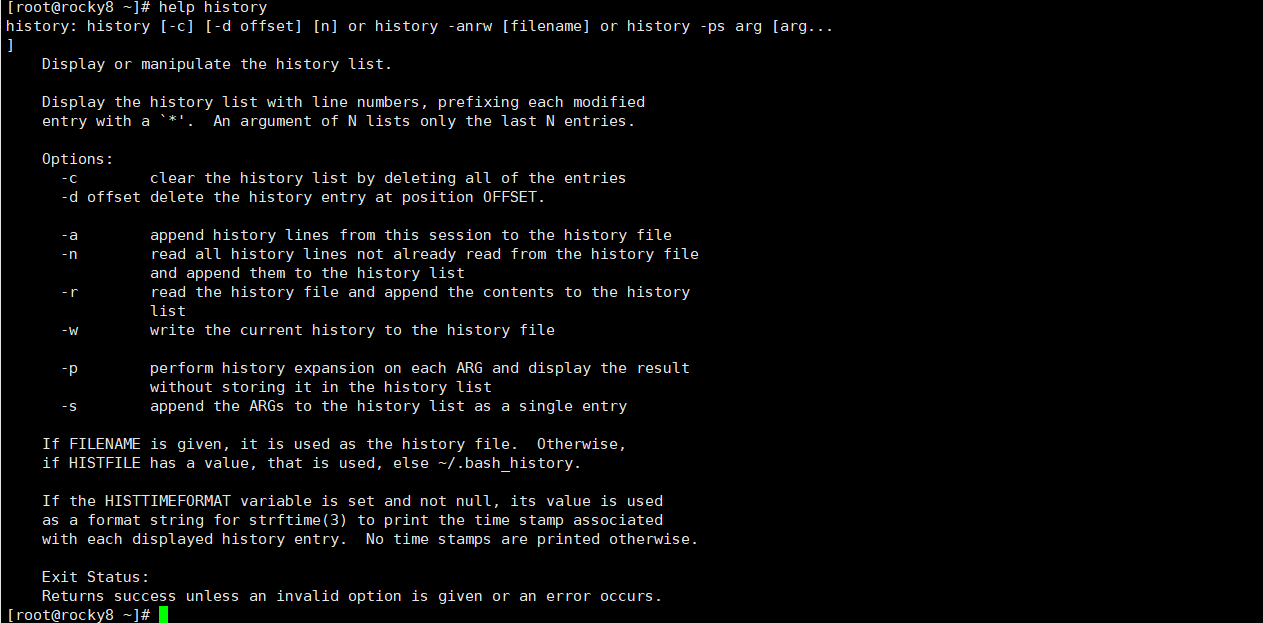 [root@rocky8 ~]# help history
history: history [-c] [-d offset] [n] or history -anrw [filename] or history -ps arg [arg...
]
    Display or manipulate the history list.

    Display the history list with line numbers, prefixing each modified
    entry with a `*'.  An argument of N lists only the last N entries.

    Options:
      -c        clear the history list by deleting all of the entries
      -d offset delete the history entry at position OFFSET.

      -a        append history lines from this session to the history file
      -n        read all history lines not already read from the history file
                and append them to the history list
      -r        read the history file and append the contents to the history
                list
      -w        write the current history to the history file

      -p        perform history expansion on each ARG and display the result
                without storing it in the history list
      -s        append the ARGs to the history list as a single entry

    If FILENAME is given, it is used as the history file.  Otherwise,
    if HISTFILE has a value, that is used, else ~/.bash_history.

    If the HISTTIMEFORMAT variable is set and not null, its value is used
    as a format string for strftime(3) to print the time stamp associated
    with each displayed history entry.  No time stamps are printed otherwise.

    Exit Status:
    Returns success unless an invalid option is given or an error occurs.
[root@rocky8 ~]#